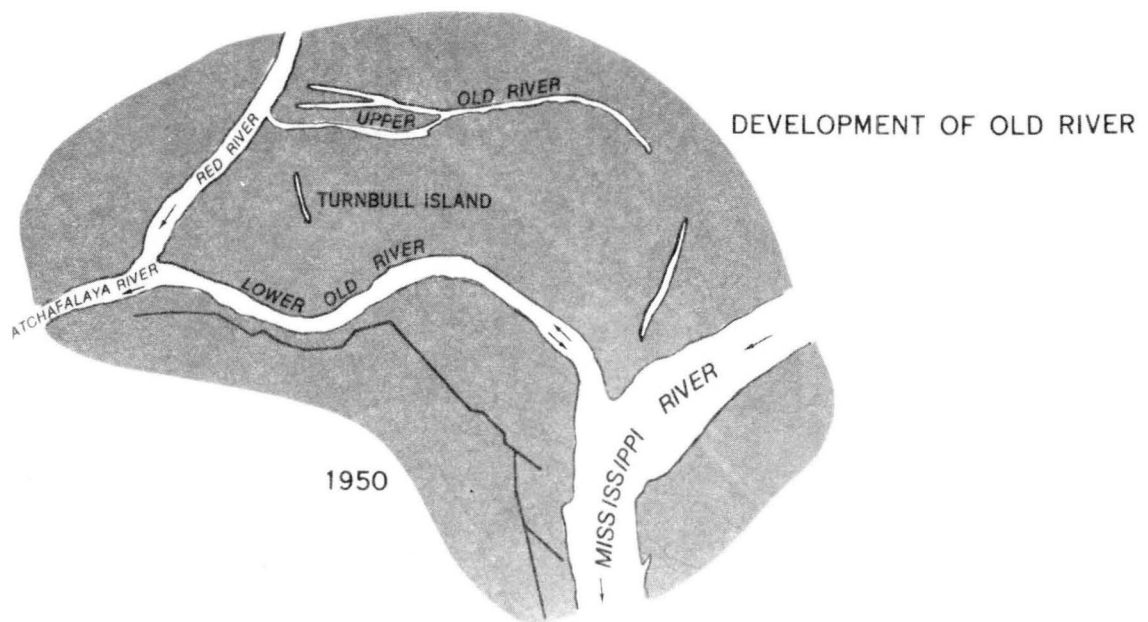 OLD RIVER
UPPER
DEVELOPMENT OF OLD RIVER
RED RIVER
TURNBULL ISLAND
LOWER OLD RIVER
ATCHAFALAYA RIVER
MISSISSIPPI RIVER
1950